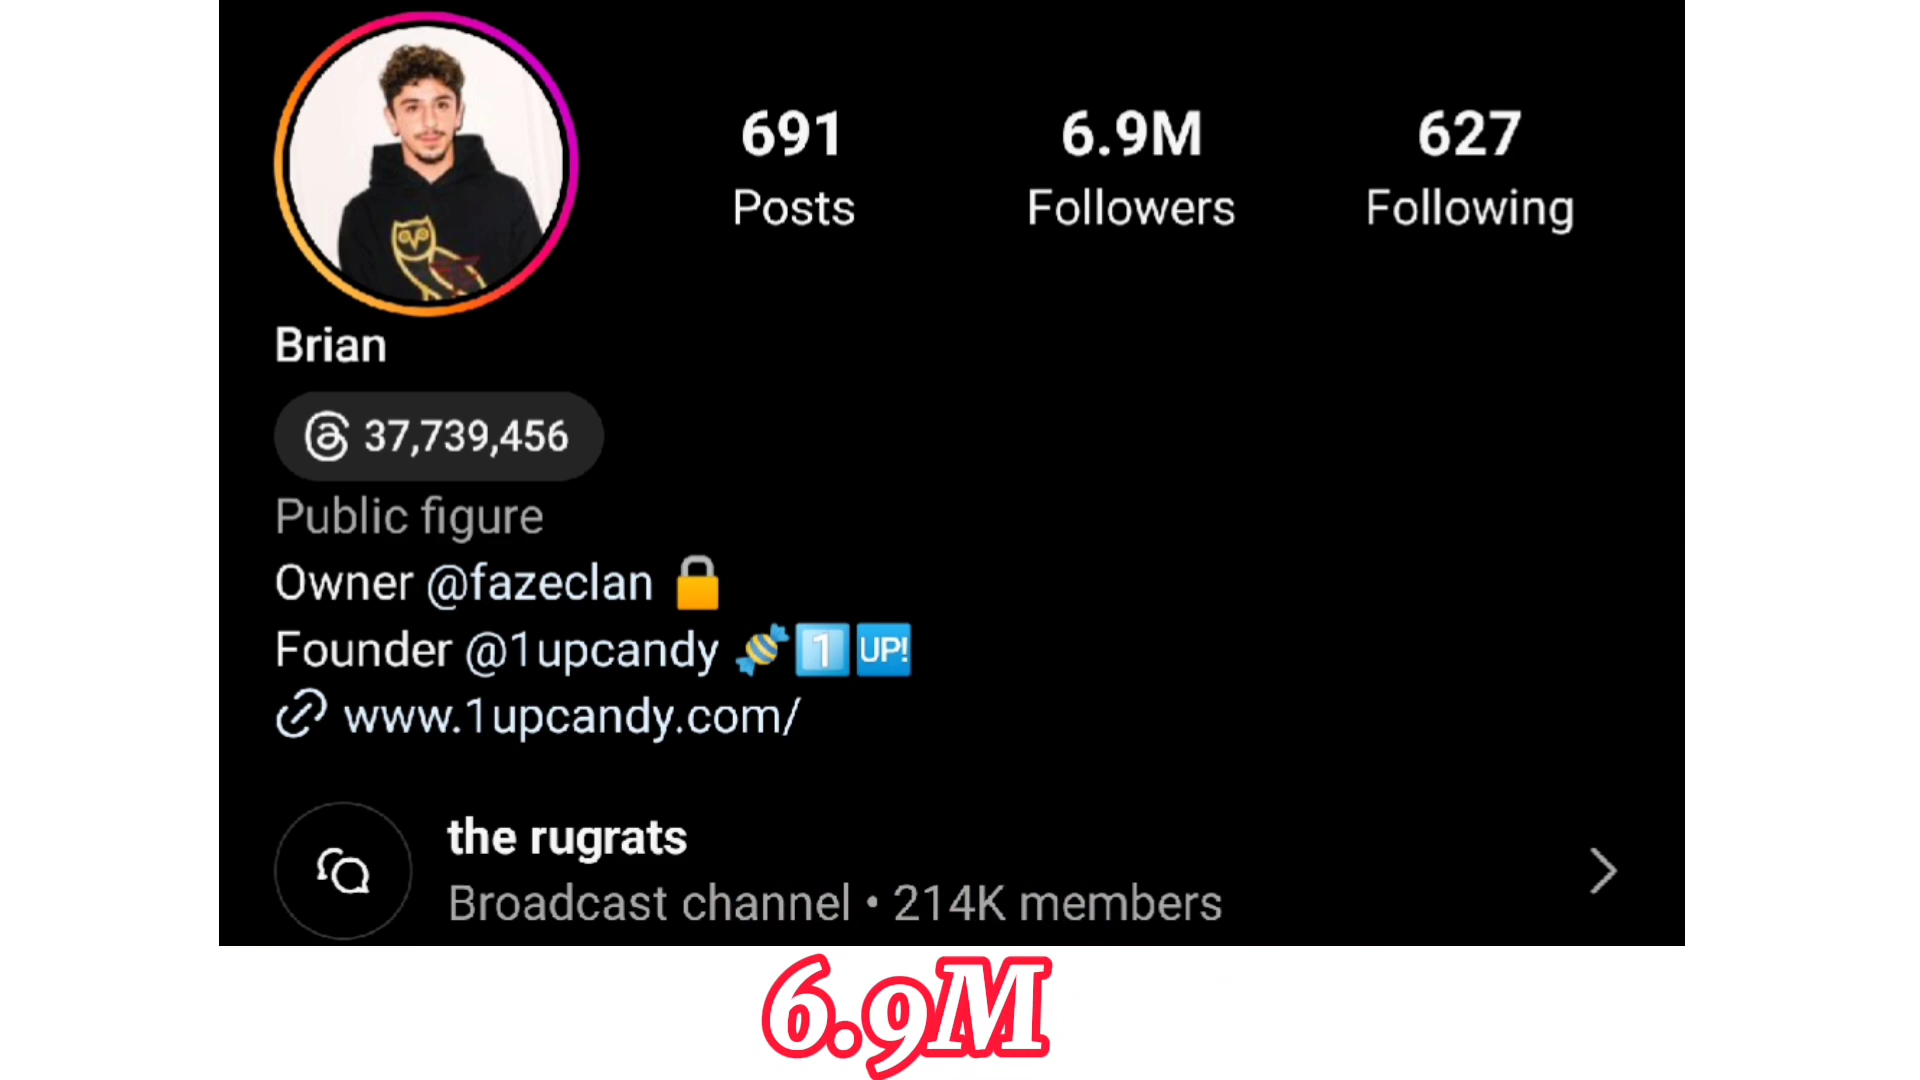 691
Posts
6.9M
Followers
627
Following
Brian
37,739,456
Public figure
Owner @fazeclan 🔒
Founder @1upcandy 🍬1️⃣🆙
www.1upcandy.com/
the rugrats
Broadcast channel • 214K members
6.9M